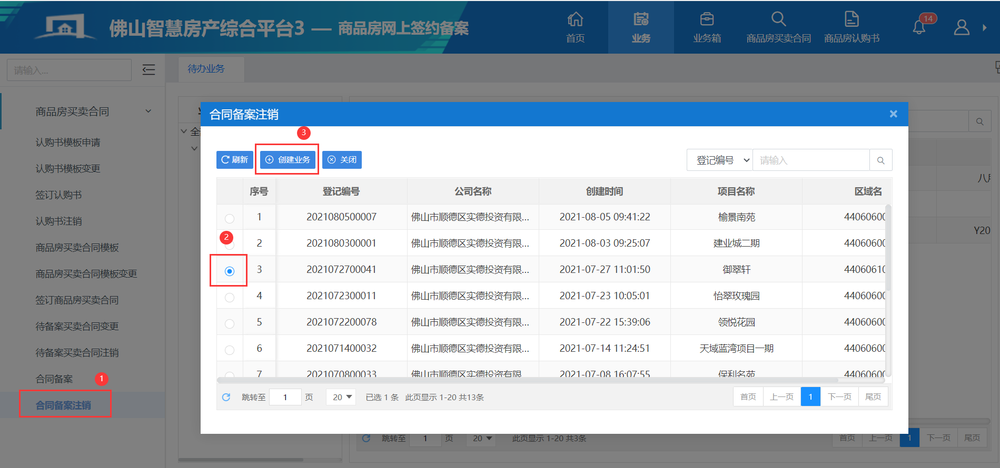 佛山智慧房产综合平台3 — 商品房网上签约备案
首页
业务
业务箱
商品房买卖合同
商品房认购书
14
请输入...
待办业务
商品房买卖合同
认购书模板申请
认购书模板变更
签订认购书
认购书注销
商品房买卖合同模板
商品房买卖合同模板变更
签订商品房买卖合同
待备案买卖合同变更
待备案买卖合同注销
合同备案
1
合同备案注销
合同备案注销
3
刷新
创建业务
关闭
登记编号
请输入
序号 登记编号 公司名称 创建时间 项目名称 区域名
1 2021080500007 佛山市顺德区实德投资有限... 2021-08-05 09:41:22 榆景南苑 44060600
2
2 2021080300001 佛山市顺德区实德投资有限... 2021-08-03 09:25:07 建业城二期 44060600
3 2021072700041 佛山市顺德区实德投资有限... 2021-07-27 11:01:50 御翠轩 44060610
4 2021072300011 佛山市顺德区实德投资有限... 2021-07-23 10:05:01 怡翠玫瑰园 44060600
5 2021072200078 佛山市顺德区实德投资有限... 2021-07-22 15:39:06 领悦花园 44060600
6 2021071400032 佛山市顺德区实德投资有限... 2021-07-14 11:24:51 天域蓝湾项目一期 44060600
7 2021070800033 佛山市顺德区实德投资有限 2021-07-08 16:07:55 保利名苑 44060600
跳转至 1 页 20 已选 1 条 此页显示 1-20 共13条
首页 上一页 1 下一页 尾页
全
八月
Y20
跳转至 1 页 20 此页显示 1-20 共3条
首页 上一页 1 下一页 尾页